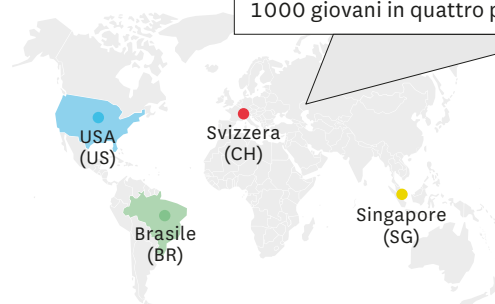 1000 giovani in quattro p
USA
(US)
Svizzera
(CH)
Brasile
(BR)
Singapore
(SG)